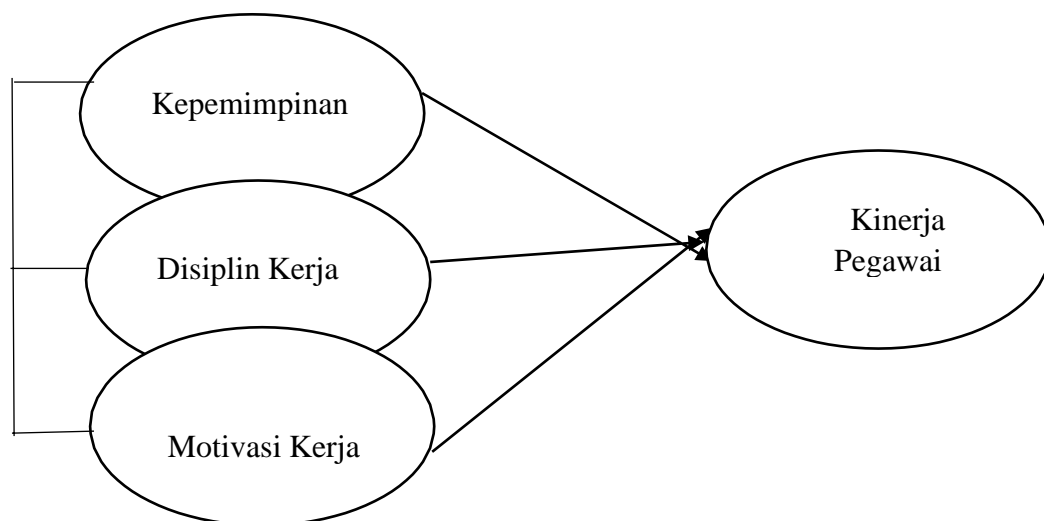 Kepemimpinan
Disiplin Kerja
Motivasi Kerja
Kinerja
Pegawai